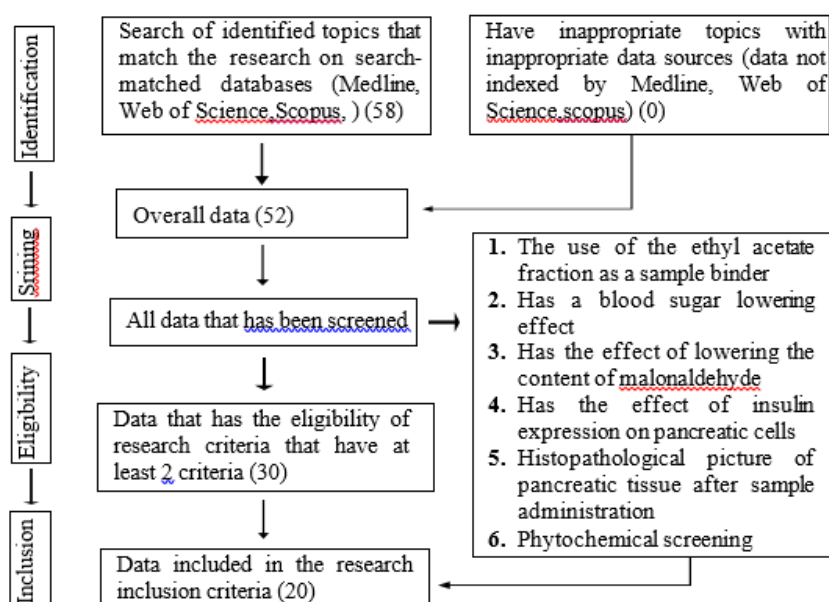 Identification
Search of identified topics that
match the research on search-
matched databases (Medline,
Web of Science,Scopus, ) (58)
Have inappropriate topics with
inappropriate data sources (data not
indexed by Medline, Web of
Science,scopus) (0)
Srining
Overall data (52)
All data that has been screened
1. The use of the ethyl acetate
fraction as a sample binder
2. Has a blood sugar lowering
effect
3. Has the effect of lowering the
content of malonaldehyde
4. Has the effect of insulin
expression on pancreatic cells
5. Histopathological picture of
pancreatic tissue after sample
administration
6. Phytochemical screening
Eligibility
Data that has the eligibility of
research criteria that have at
least 2 criteria (30)
Inclusion
Data included in the research
inclusion criteria (20)